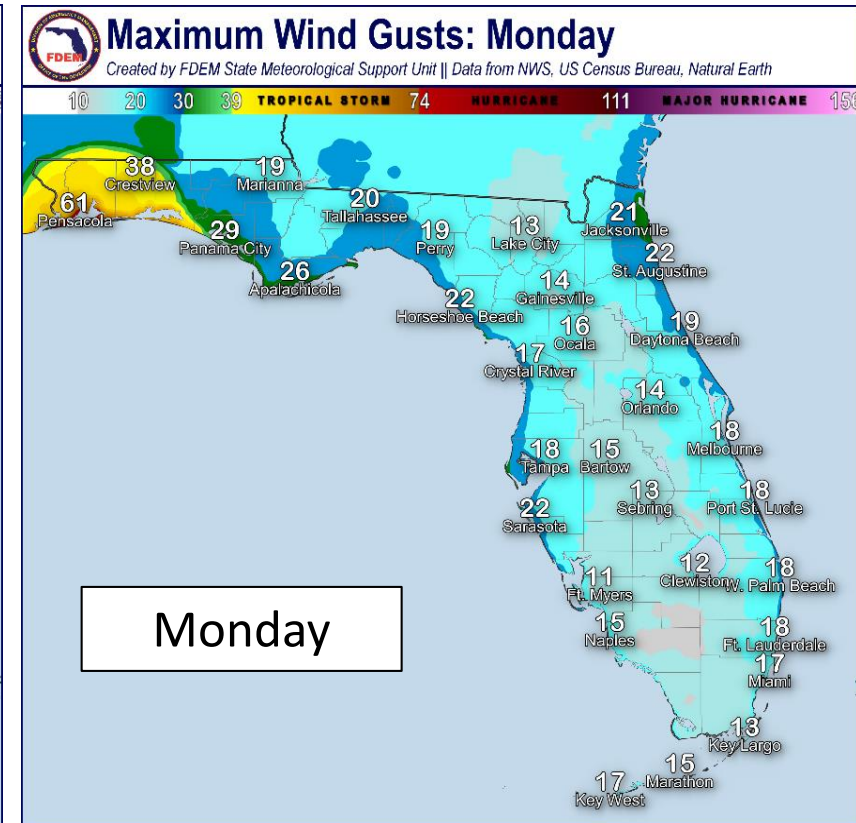 FDEM
Maximum Wind Gusts: Monday
Created by FDEM State Meteorological Support Unit || Data from NWS, US Census Bureau, Natural Earth
10 20 30 39 TROPICAL STORM 74 HURRICANE 111 MAJOR HURRICANE
38
Crestview
19
Marianna
61
Pensacola
20
Tallahassee
29
Panama City
19
Perry
13
Lake City
21
Jacksonville
22
St. Augustine
26
Apalachicola
22
Horseshoe Beach
14
Gainesville
16
Ocala
19
Daytona Beach
17
Crystal River
14
Orlando
18
Melbourne
18
Tampa
15
Bartow
13
Sebring
18
Port St. Lucie
22
Sarasota
11
Ft. Myers
12
Clewiston
18
W. Palm Beach
Monday
15
Naples
18
Ft. Lauderdale
17
Miami
13
Key Largo
15
Marathon
17
Key West